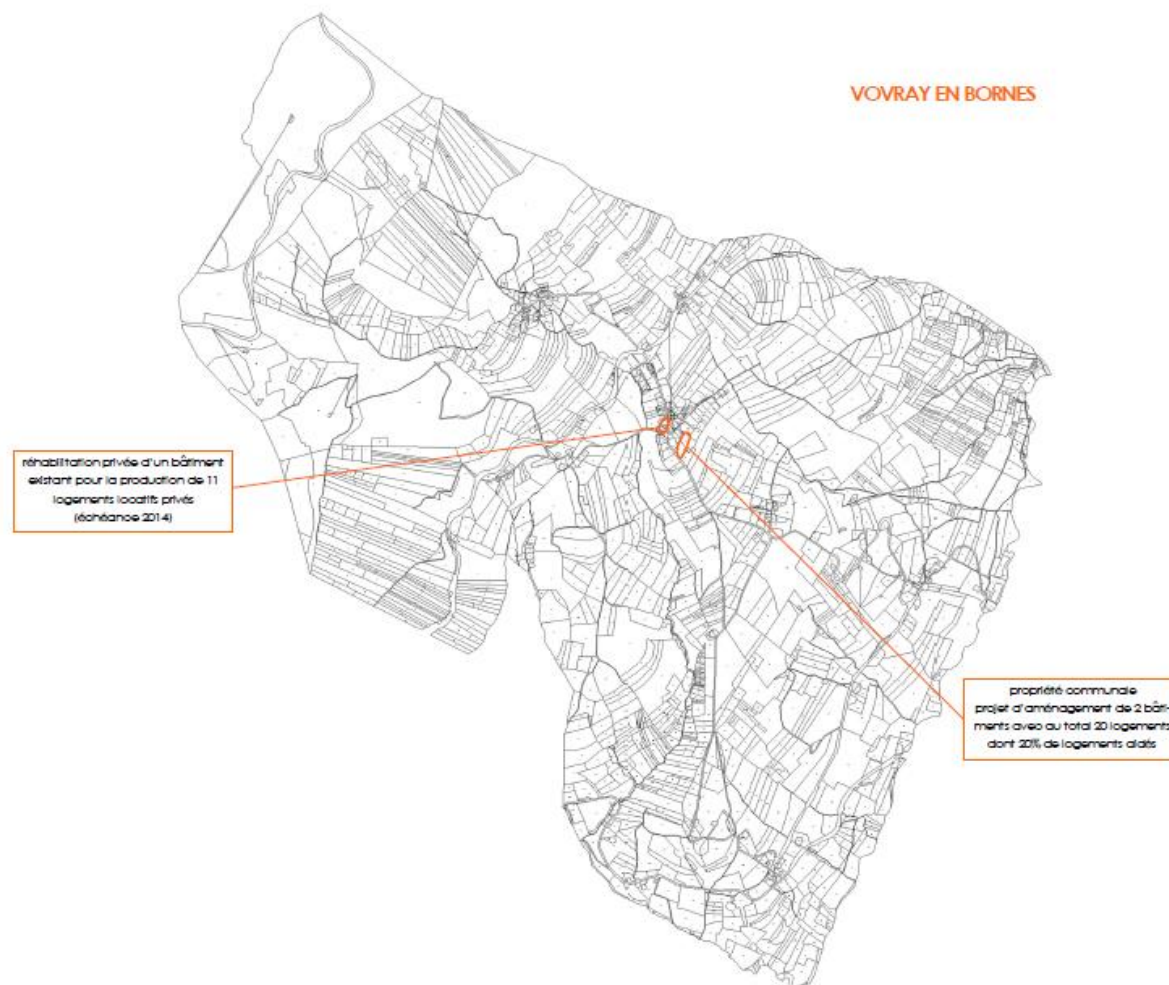 VOVRAY EN BORNES
réhabilitation privée d'un bâtiment
existant pour la production de 11
logements locatifs privés
(échéance 2014)
propriété communale
projet d'aménagement de 2 bâti-
ments avec au total 20 logements
dont 20% de logements aidés